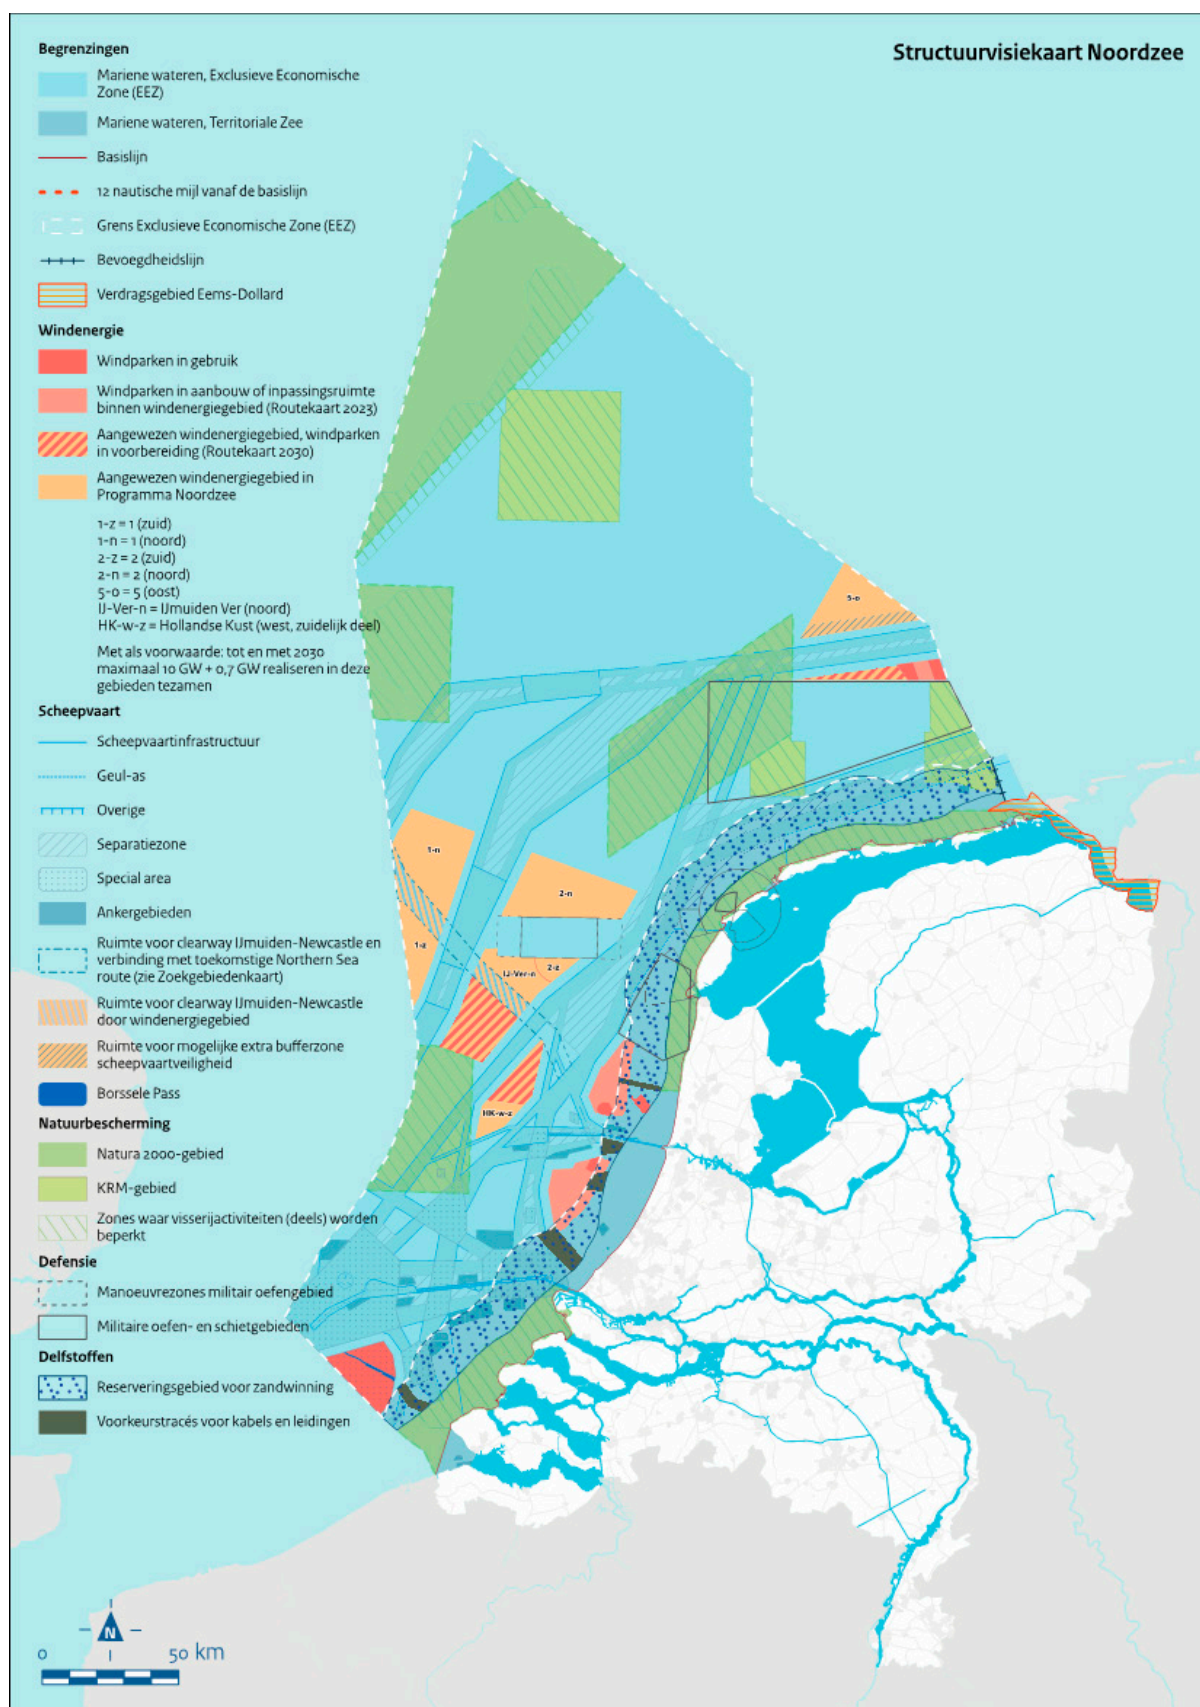 Structuurvisiekaart Noordzee
Begrenzingen
Mariene wateren, Exclusieve Economische
Zone (EEZ)
Mariene wateren, Territoriale Zee
Basislijn
12 nautische mijl vanaf de basislijn
Grens Exclusieve Economische Zone (EEZ)
Bevoegdheidslijn
Verdragsgebied Eems-Dollard
Windenergie
Windparken in gebruik
Windparken in aanbouw of inpassingsruimte
binnen windenergiegebied (Routekaart 2023)
Aangewezen windenergiegebied, windparken
in voorbereiding (Routekaart 2030)
Aangewezen windenergiegebied in
Programma Noordzee
1-z = 1 (zuid)
1-n = 1 (noord)
2-z = 2 (zuid)
2-n = 2 (noord)
5-o = 5 (oost)
IJ-Ver-n = IJmuiden Ver (noord)
HK-w-z = Hollandse Kust (west, zuidelijk deel)
Met als voorwaarde: tot en met 2030
maximaal 10 GW + 0,7 GW realiseren in deze
gebieden tezamen
Scheepvaart
Scheepvaartinfrastructuur
Geul-as
Overige
Separatiezone
Special area
Ankergebieden
Ruimte voor clearway IJmuiden-Newcastle en
verbinding met toekomstige Northern Sea
route (zie Zoekgebiedenkaart)
Ruimte voor clearway IJmuiden-Newcastle
door windenergiegebied
Ruimte voor mogelijke extra bufferzone
scheepvaartveiligheid
Borssele Pass
Natuurbescherming
Natura 2000-gebied
KRM-gebied
Zones waar visserijactiviteiten (deels) worden
beperkt
Defensie
Manoeuvrezones militair oefengebied
Militaire oefen- en schietgebieden
Delfstoffen
Reserveringsgebied voor zandwinning
Voorkeurstracés voor kabels en leidingen
5-o
1-n
2-n
1-z
IJ-Ver-n
2-z
HK-w-z
N
0
50 km